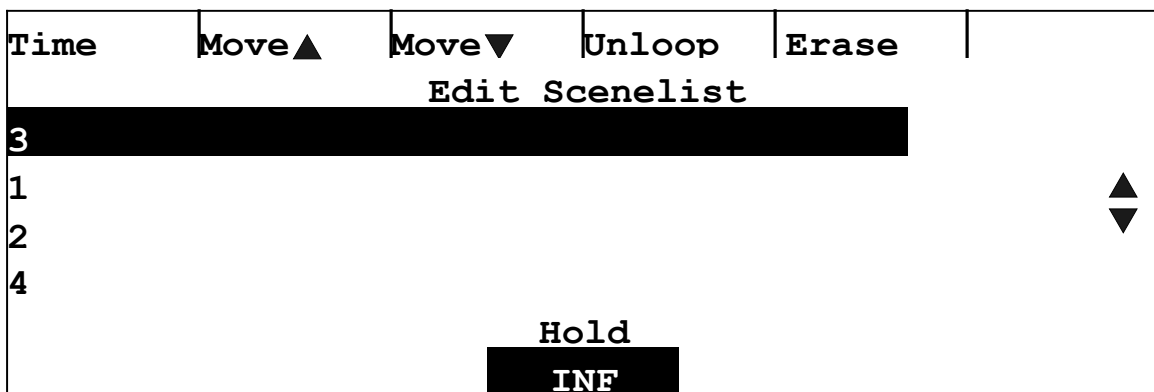 Time Move▲ Move▼ Unloop Erase
Edit Scenelist
3
1
2
4
Hold
INF